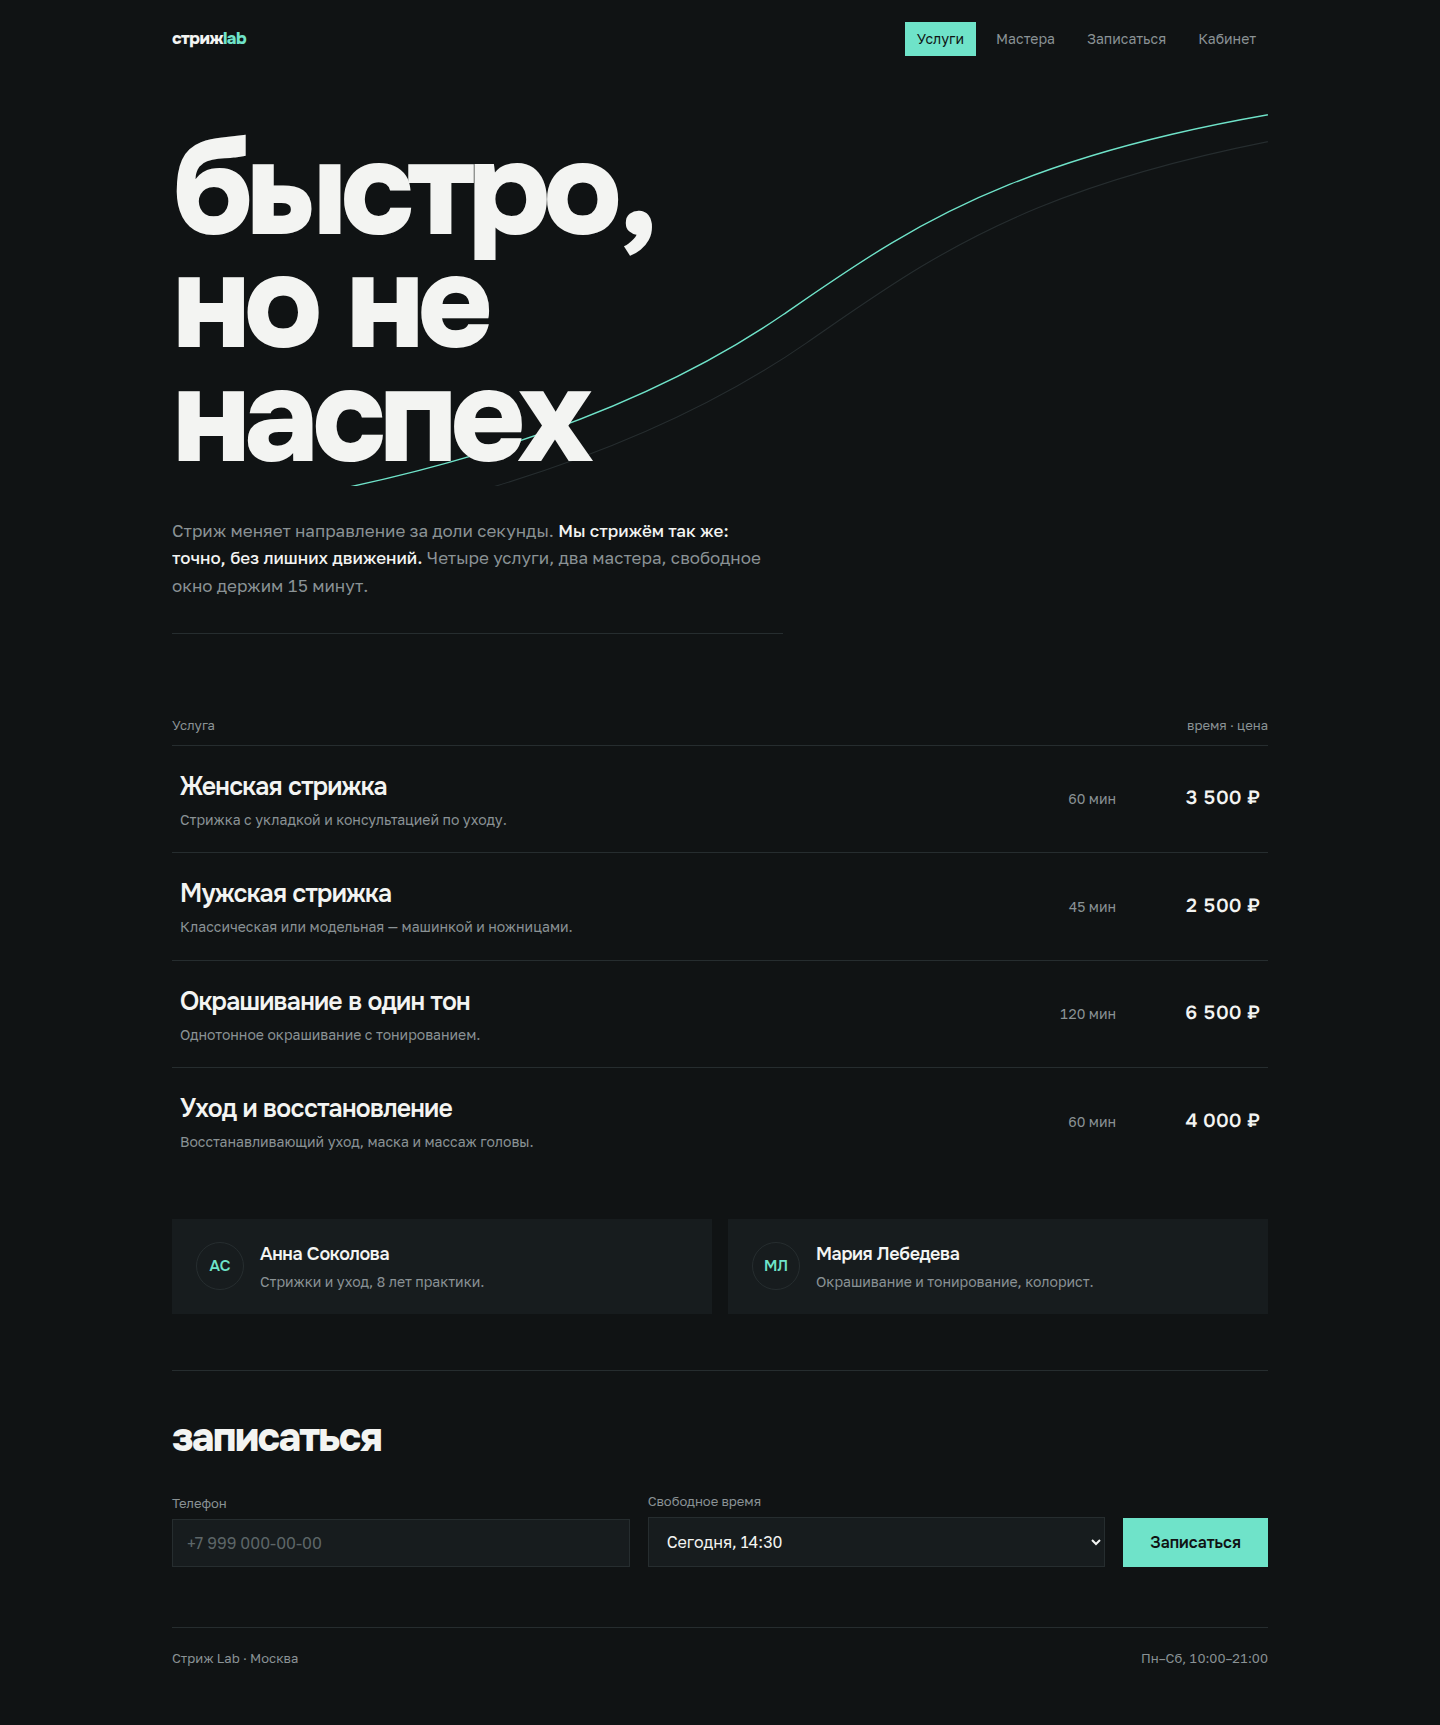 стрижlab
Услуги
Мастера
Записаться
Кабинет
быстро,
но не
наспех
Стриж меняет направление за доли секунды. Мы стрижём так же:
точно, без лишних движений. Четыре услуги, два мастера, свободное
окно держим 15 минут.
Услуга
время · цена
Женская стрижка
Стрижка с укладкой и консультацией по уходу.
60 мин
3 500 ₽
Мужская стрижка
Классическая или модельная — машинкой и ножницами.
45 мин
2 500 ₽
Окрашивание в один тон
Однотонное окрашивание с тонированием.
120 мин
6 500 ₽
Уход и восстановление
Восстанавливающий уход, маска и массаж головы.
60 мин
4 000 ₽
АС
Анна Соколова
Стрижки и уход, 8 лет практики.
МЛ
Мария Лебедева
Окрашивание и тонирование, колорист.
записаться
Телефон
+7 999 000-00-00
Свободное время
Сегодня, 14:30
Записаться
Стриж Lab · Москва
Пн–Сб, 10:00–21:00